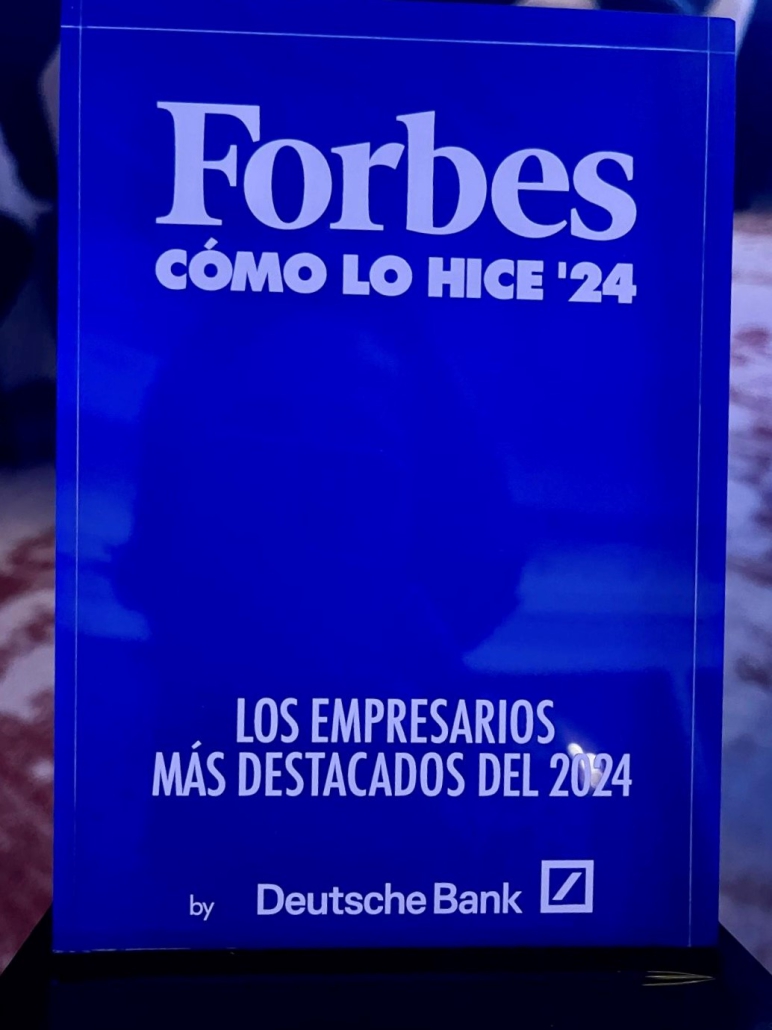 Forbes
CÓMO LO HICE '24
LOS EMPRESARIOS
MÁS DESTACADOS DEL 2024
by Deutsche Bank